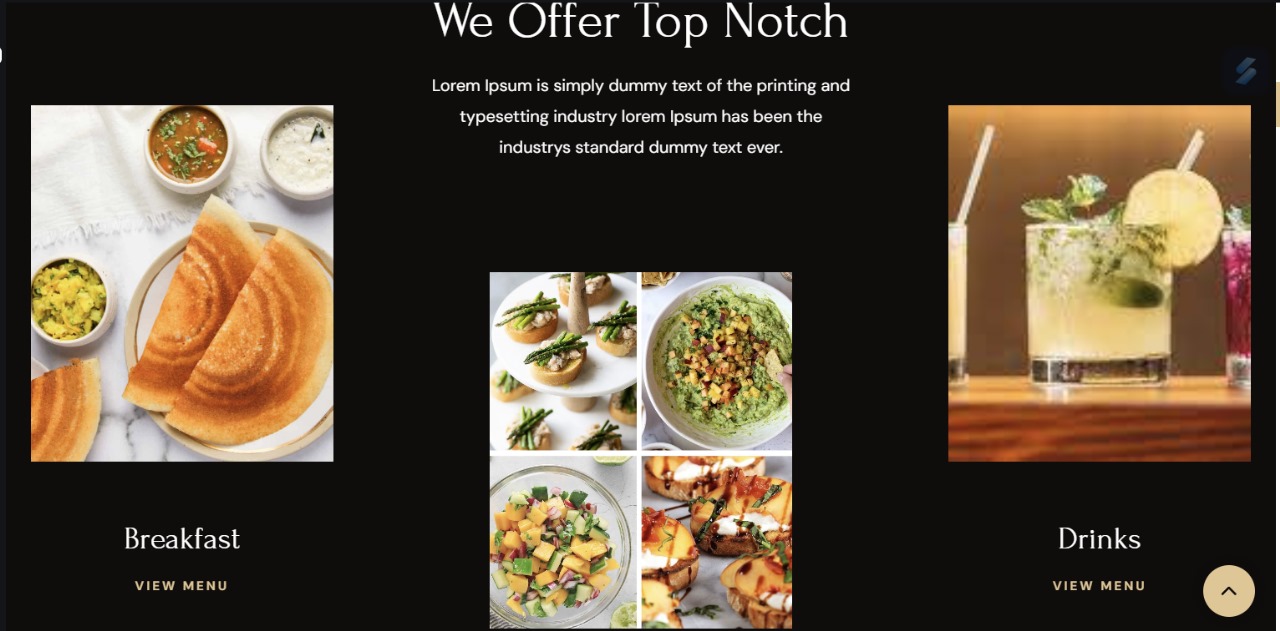 We Offer Top Notch
Lorem Ipsum is simply dummy text of the printing and
typesetting industry lorem Ipsum has been the
industrys standard dummy text ever.
Breakfast
VIEW MENU
Drinks
VIEW MENU